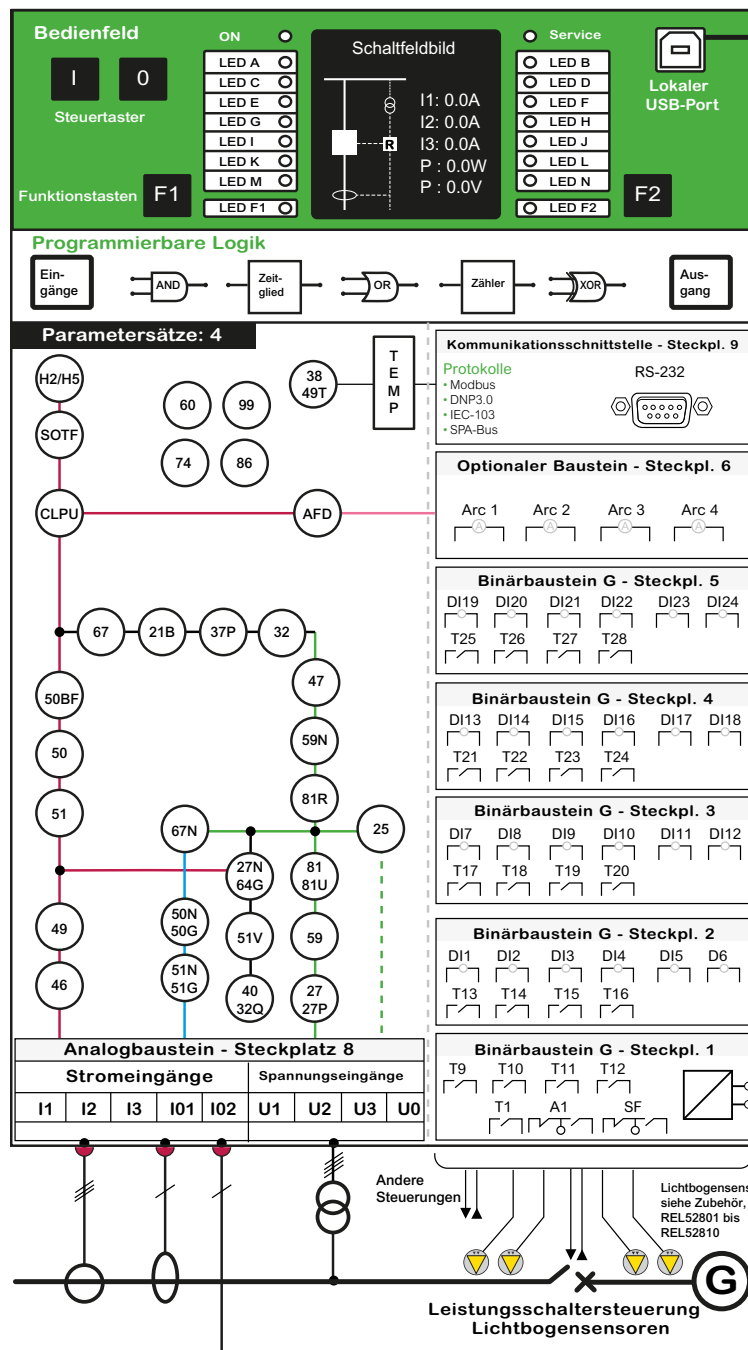 Bedienfeld
I
0
Steuertaster
Funktionstasten
F1
ON
LED A
LED C
LED E
LED G
LED I
LED K
LED M
LED F1
Schaltfeldbild
R
I1: 0.0A
I2: 0.0A
I3: 0.0A
P : 0.0W
P : 0.0V
Service
LED B
LED D
LED F
LED H
LED J
LED L
LED N
LED F2
F2
Lokaler
USB-Port
Programmierbare Logik
Ein-
gänge
AND
Zeit-
glied
OR
Zähler
XOR
Aus-
gang
Parametersätze: 4
H2/H5
SOTF
CLPU
60
99
74
86
38
49T
T
E
M
P
AFD
67
21B
37P
32
47
59N
81R
50BF
50
51
67N
25
27N
64G
81
81U
49
46
50N
50G
51N
51G
51V
40
32Q
59
27
27P
Kommunikationsschnittstelle - Steckpl. 9
Protokolle
• Modbus
• DNP3.0
• IEC-103
• SPA-Bus
RS-232
Optionaler Baustein - Steckpl. 6
Arc 1 Arc 2 Arc 3 Arc 4
A A A A
Binärbaustein G - Steckpl. 5
DI19 DI20 DI21 DI22 DI23 DI24
T25 T26 T27 T28
Binärbaustein G - Steckpl. 4
DI13 DI14 DI15 DI16 DI17 DI18
T21 T22 T23 T24
Binärbaustein G - Steckpl. 3
DI7 DI8 DI9 DI10 DI11 DI12
T17 T18 T19 T20
Binärbaustein G - Steckpl. 2
DI1 DI2 DI3 DI4 DI5 D6
T13 T14 T15 T16
Binärbaustein G - Steckpl. 1
T9 T10 T11 T12
T1 A1 SF
Analogbaustein - Steckplatz 8
Stromeingänge
Spannungseingänge
I1 I2 I3 I01 I02 U1 U2 U3 U0
Andere
Steuerungen
Lichtbogensens
siehe Zubehör,
REL52801 bis
REL52810
G
Leistungsschaltersteuerung
Lichtbogensensoren